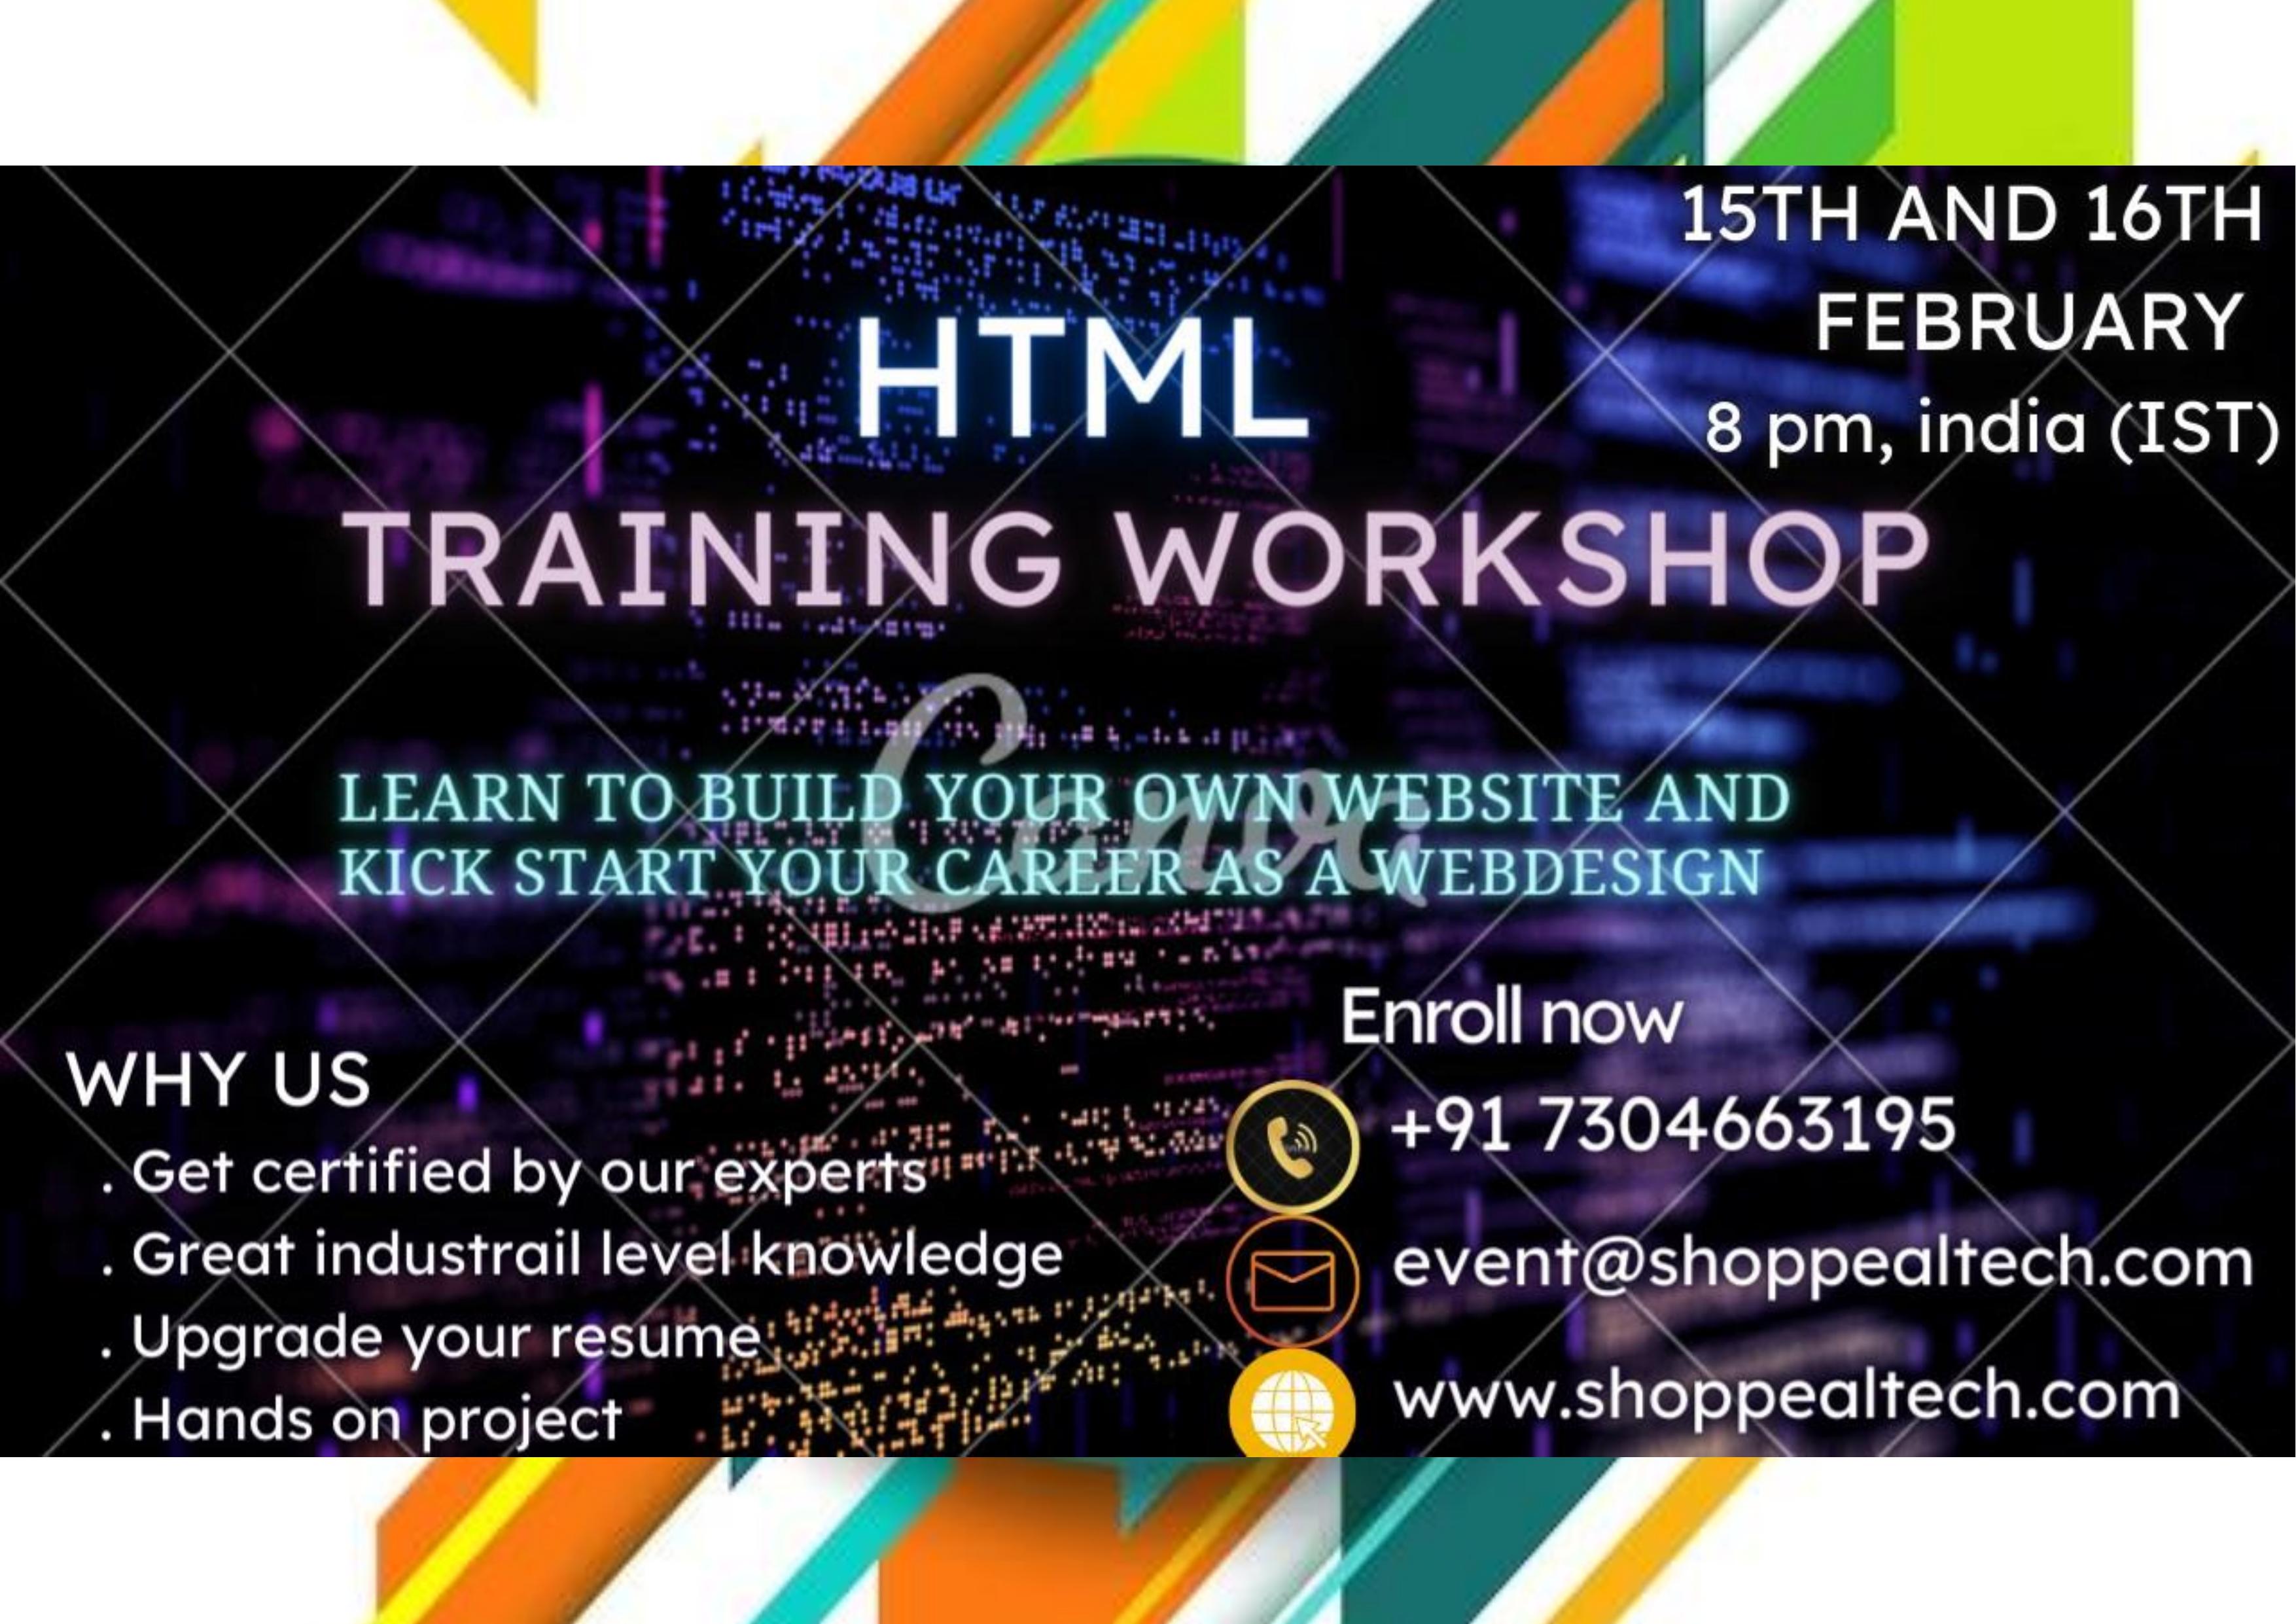 15TH AND 16TH
FEBRUARY
8 pm, india (IST)
HTML
TRAINING WORKSHOP
Canva
LEARN TO BUILD YOUR OWN WEBSITE AND
KICK START YOUR CAREER AS A WEBDESIGN
WHY US
. Get certified by our experts
. Great industrail level knowledge
. Upgrade your resume
. Hands on project
Enroll now
+91 7304663195
event@shoppealtech.com
www.shoppealtech.com